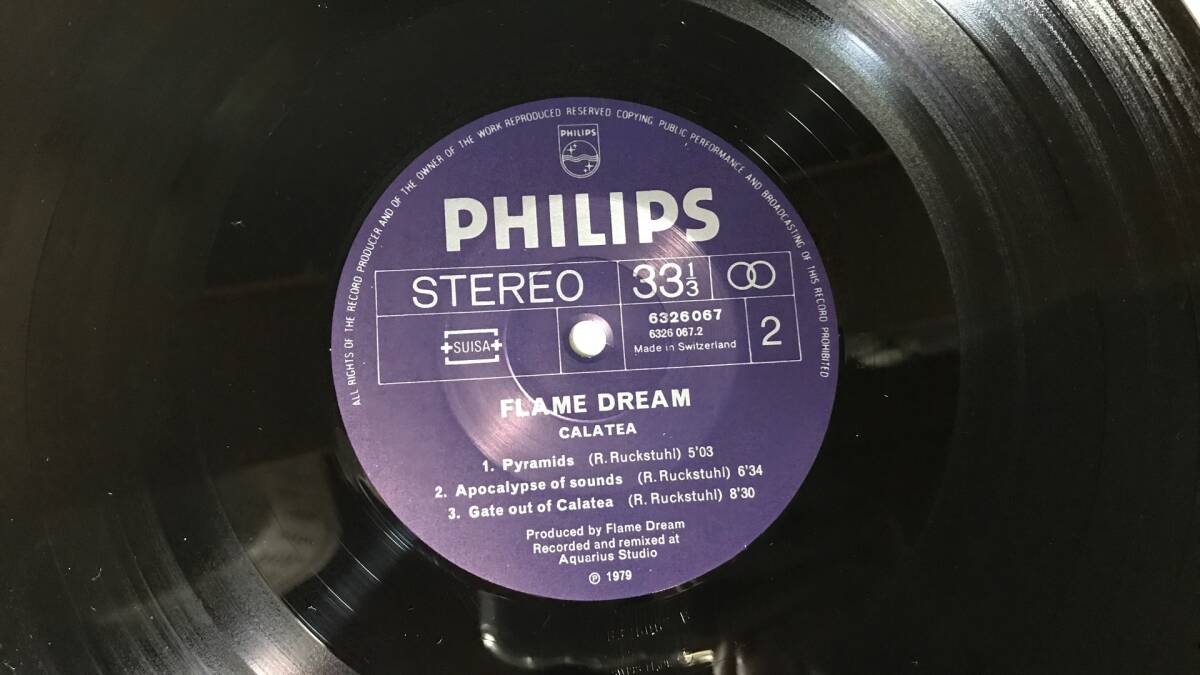 ALL RIGHTS OF THE RECORD PRODUCER AND OF THE OWNER OF THE WORK REPRODUCED RESERVED COPYING PUBLIC PERFORMANCE AND BROADCASTING OF THIS RECORD PROHIBITED
PHILIPS
PHILIPS
STEREO 33 1/3
SUISA
6326067
6326 067.2
Made in Switzerland
2
FLAME DREAM
CALATEA
1. Pyramids (R. Ruckstuhl) 5'03
2. Apocalypse of sounds (R. Ruckstuhl) 6'34
3. Gate out of Calatea (R. Ruckstuhl) 8'30
Produced by Flame Dream
Recorded and remixed at
Aquarius Studio
℗ 1979